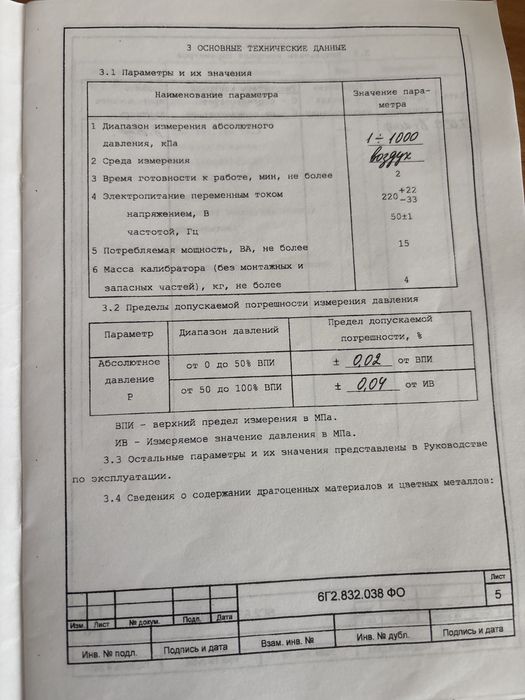 3 ОСНОВНЫЕ ТЕХНИЧЕСКИЕ ДАННЫЕ
3.1 Параметры и их значения
Наименование параметра
Значение пара-
метра
1 Диапазон измерения абсолютного
давления, кПа
1 ÷ 1000
2 Среда измерения
воздух
3 Время готовности к работе, мин, не более
2
4 Электропитание переменным током
напряжением, В
220 +22 −33
частотой, Гц
50±1
5 Потребляемая мощность, ВА, не более
15
6 Масса калибратора (без монтажных и
запасных частей), кг, не более
4
3.2 Пределы допускаемой погрешности измерения давления
Параметр
Диапазон давлений
Предел допускаемой
погрешности, %
Абсолютное
давление
Р
от 0 до 50% ВПИ
± 0,02 от ВПИ
от 50 до 100% ВПИ
± 0,04 от ИВ
ВПИ – верхний предел измерения в МПа.
ИВ – Измеряемое значение давления в МПа.
3.3 Остальные параметры и их значения представлены в Руководстве
по эксплуатации.
3.4 Сведения о содержании драгоценных материалов и цветных металлов:
6Г2.832.038 ФО
Лист
5
Изм. Лист № докум. Подп. Дата
Инв. № подл. Подпись и дата Взам. инв. № Инв. № дубл. Подпись и дата